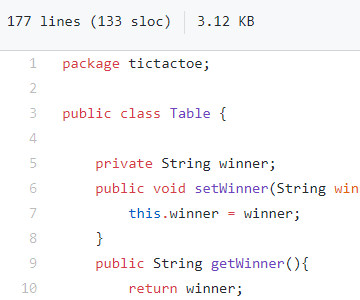 177 lines (133 sloc) 3.12 KB
1 package tictactoe;
2
3 public class Table {
4
5 private String winner;
6 public void setWinner(String win
7 this.winner = winner;
8 }
9 public String getWinner(){
10 return winner;